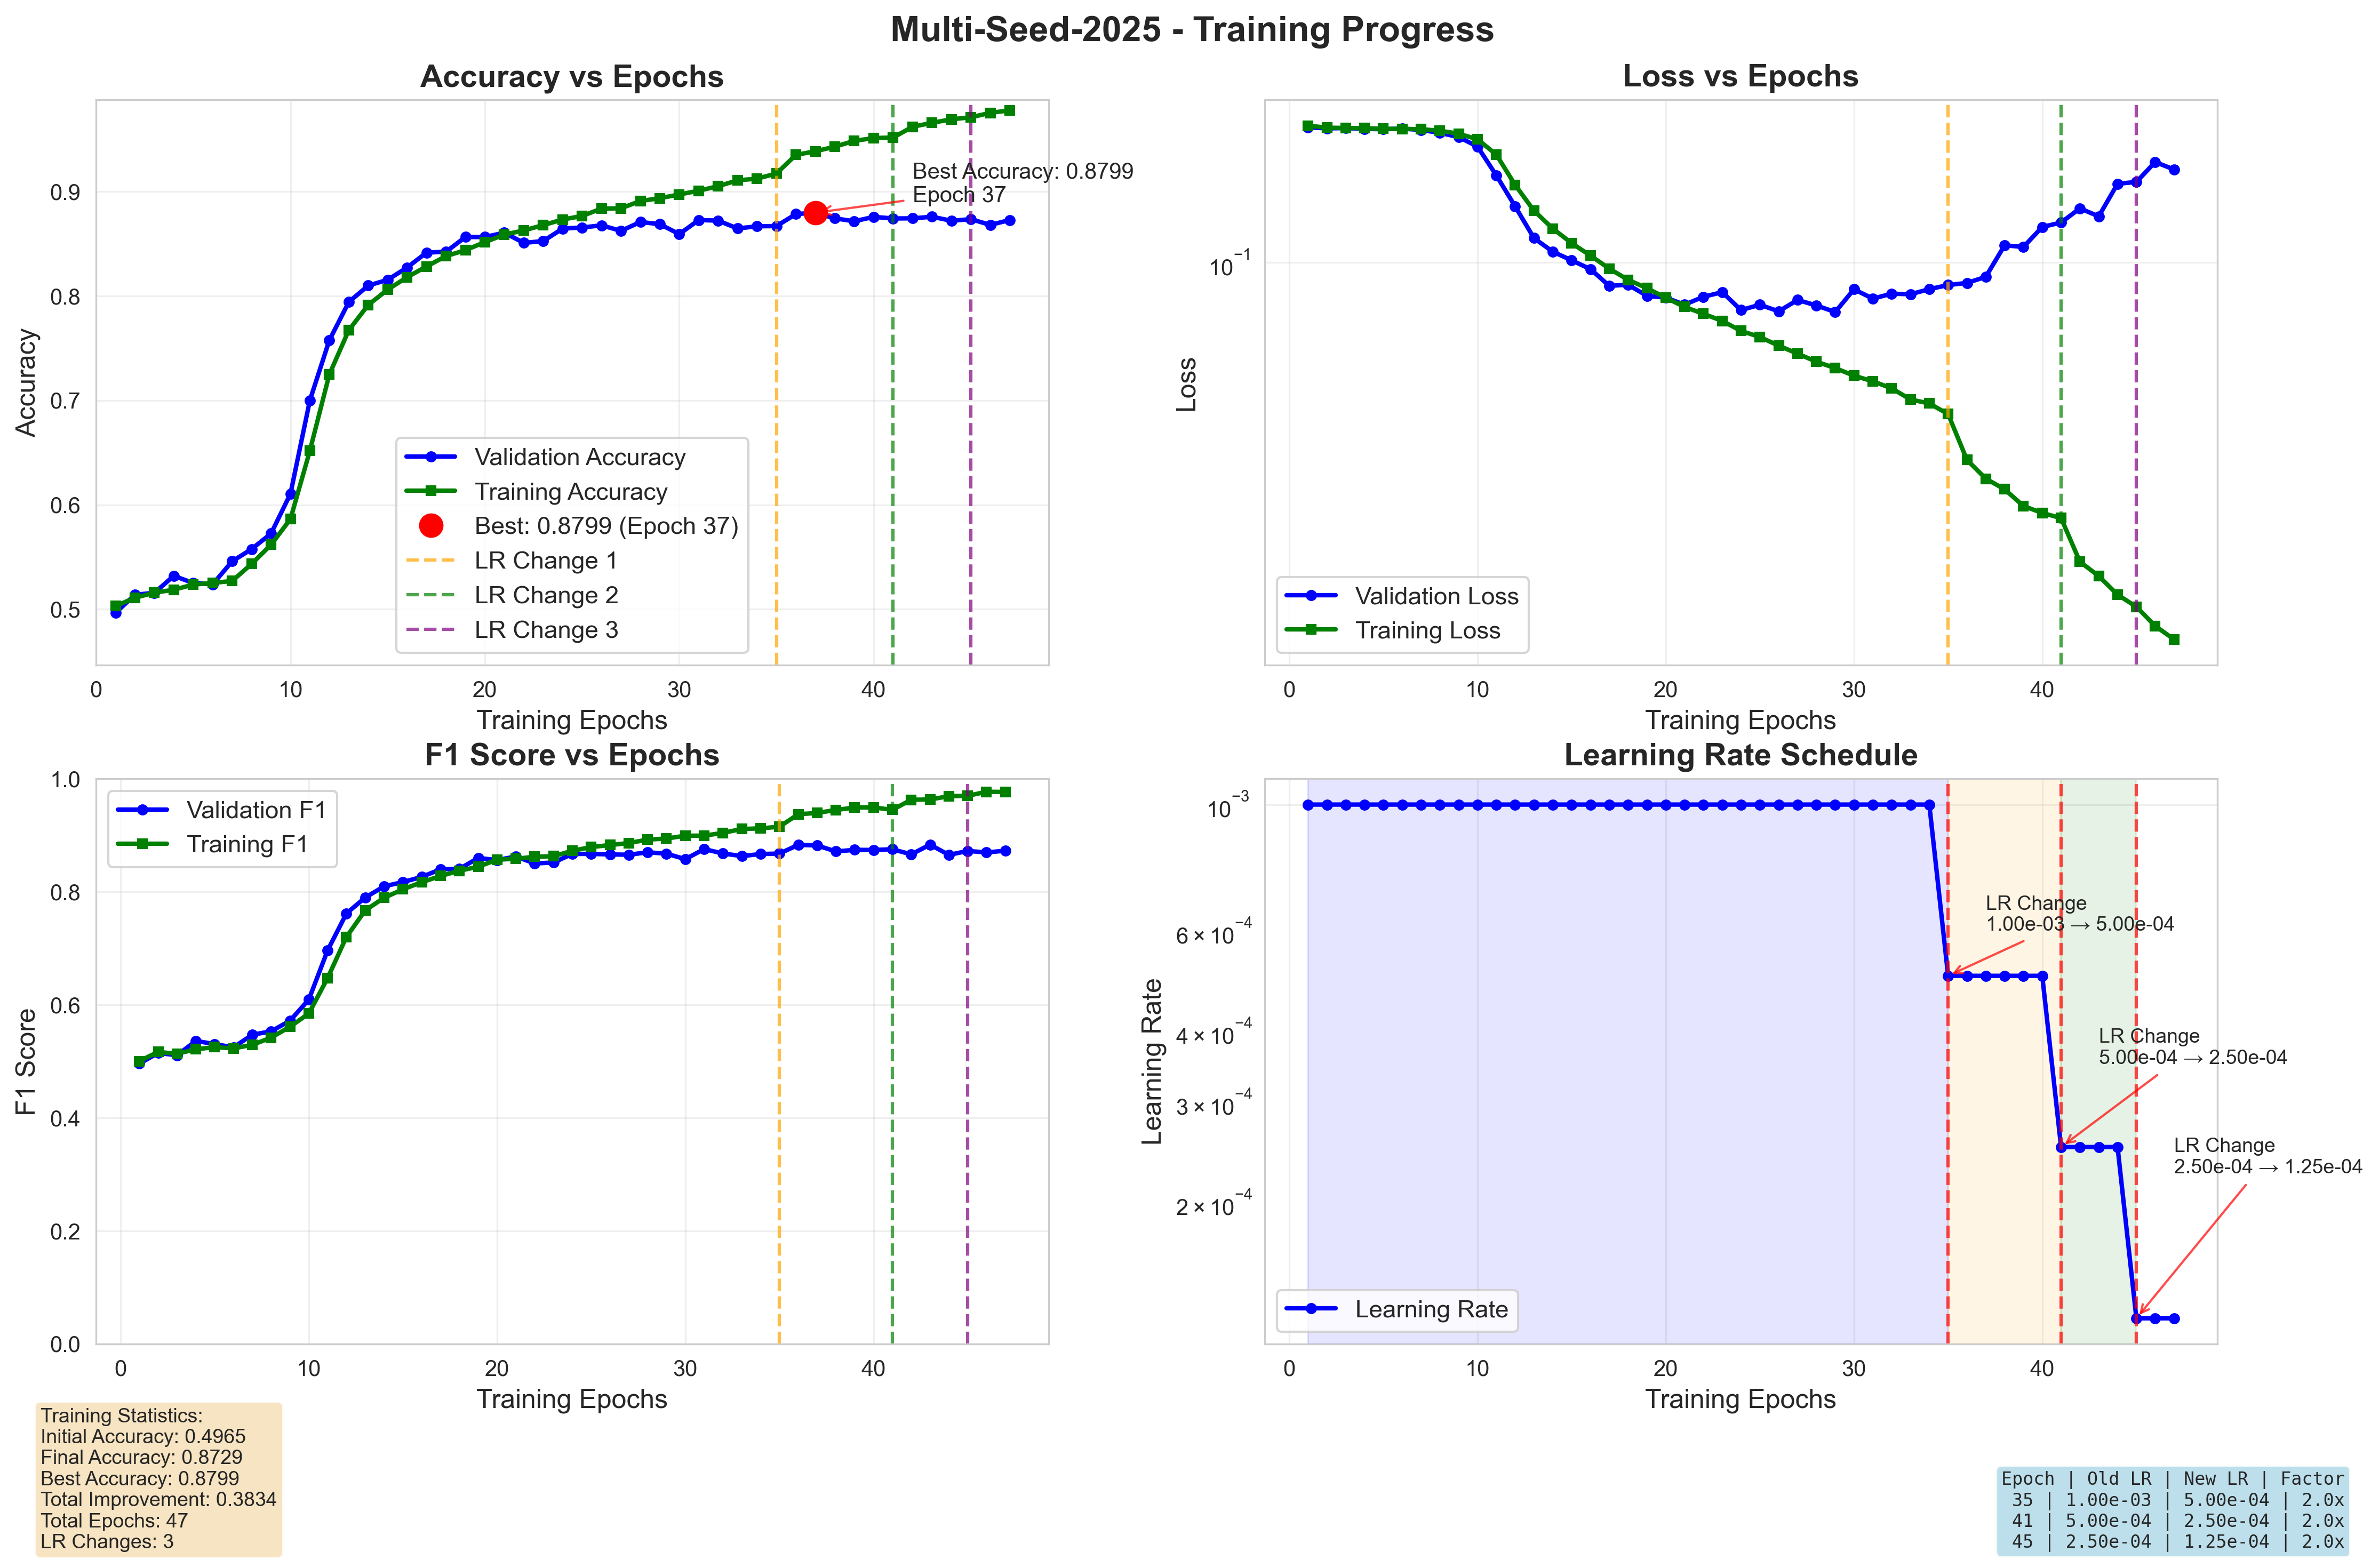 Multi-Seed-2025 - Training Progress
Accuracy vs Epochs
Accuracy
0.9
0.8
0.7
0.6
0.5
0
10
20
30
40
Training Epochs
Best Accuracy: 0.8799
Epoch 37
Validation Accuracy
Training Accuracy
Best: 0.8799 (Epoch 37)
LR Change 1
LR Change 2
LR Change 3
Loss vs Epochs
Loss
10⁻¹
0
10
20
30
40
Training Epochs
Validation Loss
Training Loss
F1 Score vs Epochs
F1 Score
1.0
0.8
0.6
0.4
0.2
0.0
0
10
20
30
40
Training Epochs
Validation F1
Training F1
Learning Rate Schedule
Learning Rate
10⁻³
6 × 10⁻⁴
4 × 10⁻⁴
3 × 10⁻⁴
2 × 10⁻⁴
0
10
20
30
40
Training Epochs
LR Change
1.00e-03 → 5.00e-04
LR Change
5.00e-04 → 2.50e-04
LR Change
2.50e-04 → 1.25e-04
Learning Rate
Training Statistics:
Initial Accuracy: 0.4965
Final Accuracy: 0.8729
Best Accuracy: 0.8799
Total Improvement: 0.3834
Total Epochs: 47
LR Changes: 3
Epoch | Old LR | New LR | Factor
35 | 1.00e-03 | 5.00e-04 | 2.0x
41 | 5.00e-04 | 2.50e-04 | 2.0x
45 | 2.50e-04 | 1.25e-04 | 2.0x